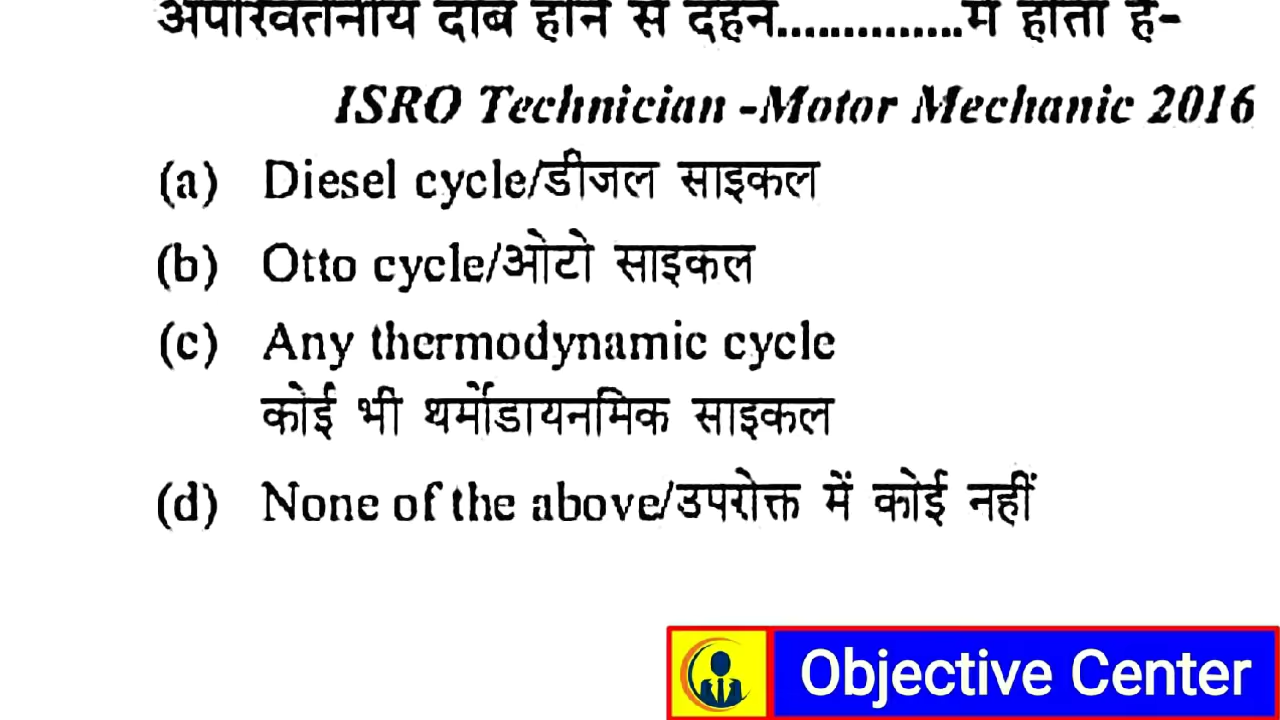 अपरिवर्तनीय दाब होने से दहन..............में होता है-
ISRO Technician -Motor Mechanic 2016
(a) Diesel cycle/डीजल साइकल
(b) Otto cycle/ओटो साइकल
(c) Any thermodynamic cycle
कोई भी थर्मोडायनमिक साइकल
(d) None of the above/उपरोक्त में कोई नहीं
Objective Center